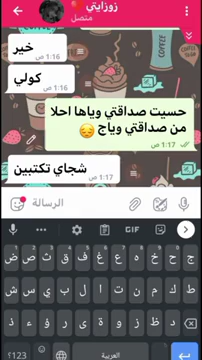 زوزايتي
متصل
خير
1:16 ص
كولي
1:16 ص
حسيت صداقتي وياها احلا
من صداقتي وياج 😔
1:17 ص
شجاي تكتبين
1:17 ص
الرسالة
GIF
ض ص ث ق ف غ ع ه خ ح ج
ش س ي ب ل ا ت ن م ك ط
ذ ء ؤ ر ى ة و ز ظ د
؟123
العربية